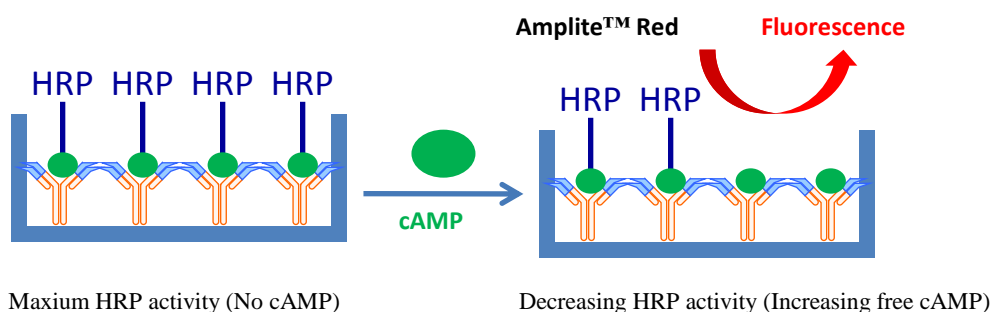 Amplite™ Red Fluorescence
HRP HRP HRP HRP
HRP HRP
cAMP
Maxium HRP activity (No cAMP)
Decreasing HRP activity (Increasing free cAMP)